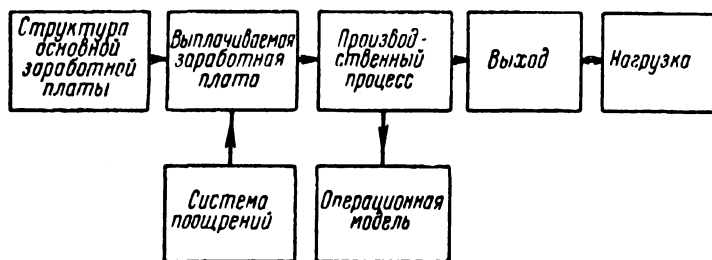 Структура
основной
заработной
платы
Выплачиваемая
заработная
плата
Производ-
ственный
процесс
Выход
Нагрузка
Система
поощрений
Операционная
модель